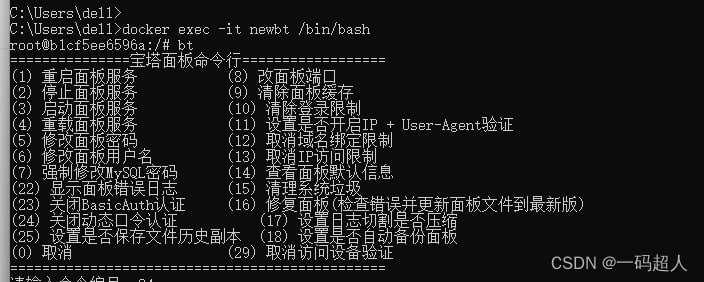 C:\Users\dell>
C:\Users\dell>docker exec -it newbt /bin/bash
root@b1cf5ee6596a:/# bt
===============宝塔面板命令行==================
(1) 重启面板服务 (8) 改面板端口
(2) 停止面板服务 (9) 清除面板缓存
(3) 启动面板服务 (10) 清除登录限制
(4) 重载面板服务 (11) 设置是否开启IP + User-Agent验证
(5) 修改面板密码 (12) 取消域名绑定限制
(6) 修改面板用户名 (13) 取消IP访问限制
(7) 强制修改MySQL密码 (14) 查看面板默认信息
(22) 显示面板错误日志 (15) 清理系统垃圾
(23) 关闭BasicAuth认证 (16) 修复面板(检查错误并更新面板文件到最新版)
(24) 关闭动态口令认证 (17) 设置日志切割是否压缩
(25) 设置是否保存文件历史副本 (18) 设置是否自动备份面板
(0) 取消 (29) 取消访问设备验证
===============================================
请输入命令编号
CSDN @一码超人